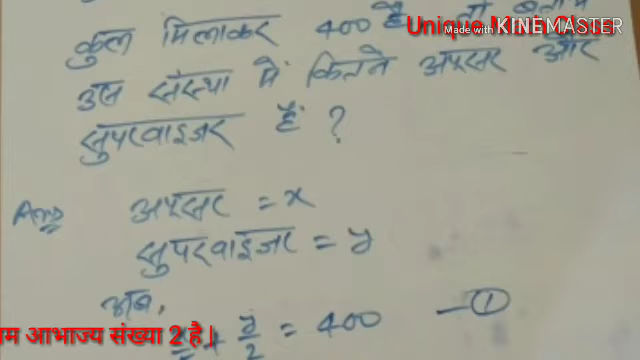 कुल मिलाकर 400 है
Unique
Made with KINEMASTER
उस संस्था में कितने अफसर और
सुपरवाइजर हैं ?
Ans अफसर = x
सुपरवाइजर = y
अब,
+ y/2 = 400 —①
आभाज्य संख्या 2 है।